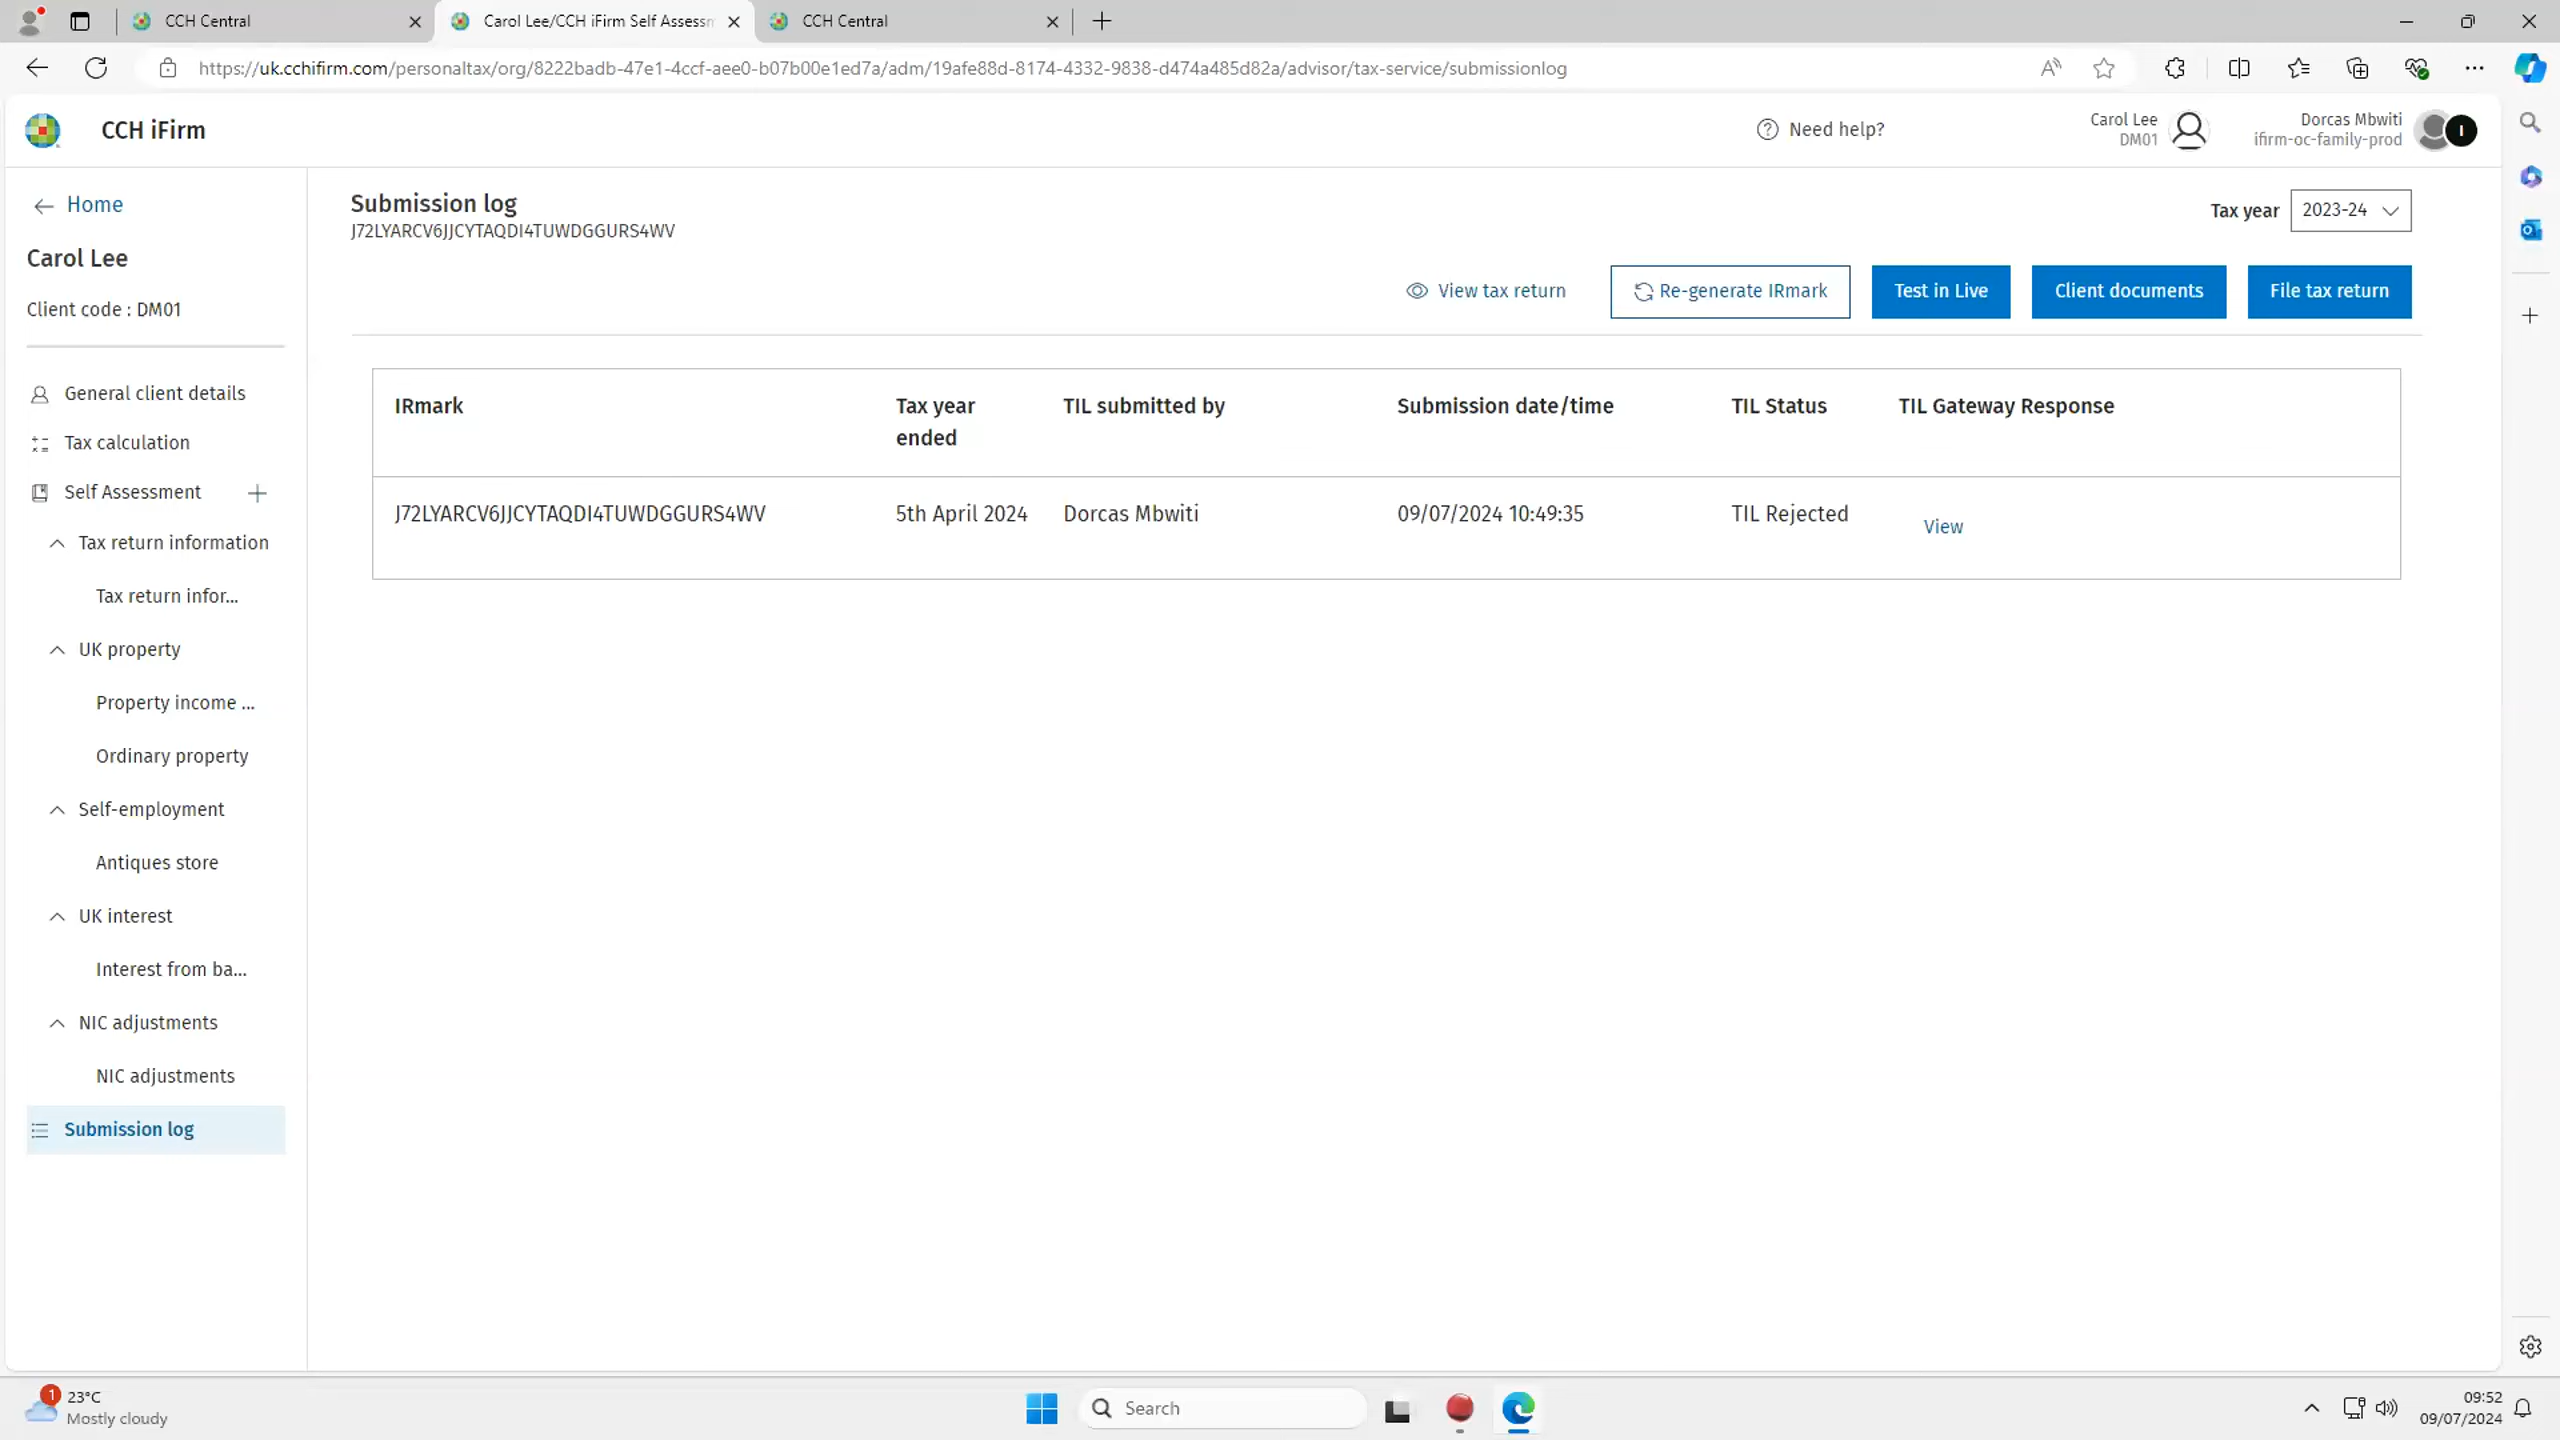 CCH Central
Carol Lee/CCH iFirm Self Assessm
CCH Central
https://uk.cchifirm.com/personaltax/org/8222badb-47e1-4ccf-aee0-b07b00e1ed7a/adm/19afe88d-8174-4332-9838-d474a485d82a/advisor/tax-service/submissionlog
CCH iFirm
Need help?
Carol Lee
DM01
Dorcas Mbwiti
ifirm-oc-family-prod
I
Home
Carol Lee
Client code : DM01
General client details
Tax calculation
Self Assessment
Tax return information
Tax return infor...
UK property
Property income ...
Ordinary property
Self-employment
Antiques store
UK interest
Interest from ba...
NIC adjustments
NIC adjustments
Submission log
Submission log
J72LYARCV6JJCYTAQDI4TUWDGGURS4WV
Tax year
2023-24
View tax return
Re-generate IRmark
Test in Live
Client documents
File tax return
IRmark
Tax year ended
TIL submitted by
Submission date/time
TIL Status
TIL Gateway Response
J72LYARCV6JJCYTAQDI4TUWDGGURS4WV
5th April 2024
Dorcas Mbwiti
09/07/2024 10:49:35
TIL Rejected
View
1
23°C
Mostly cloudy
Search
09:52
09/07/2024